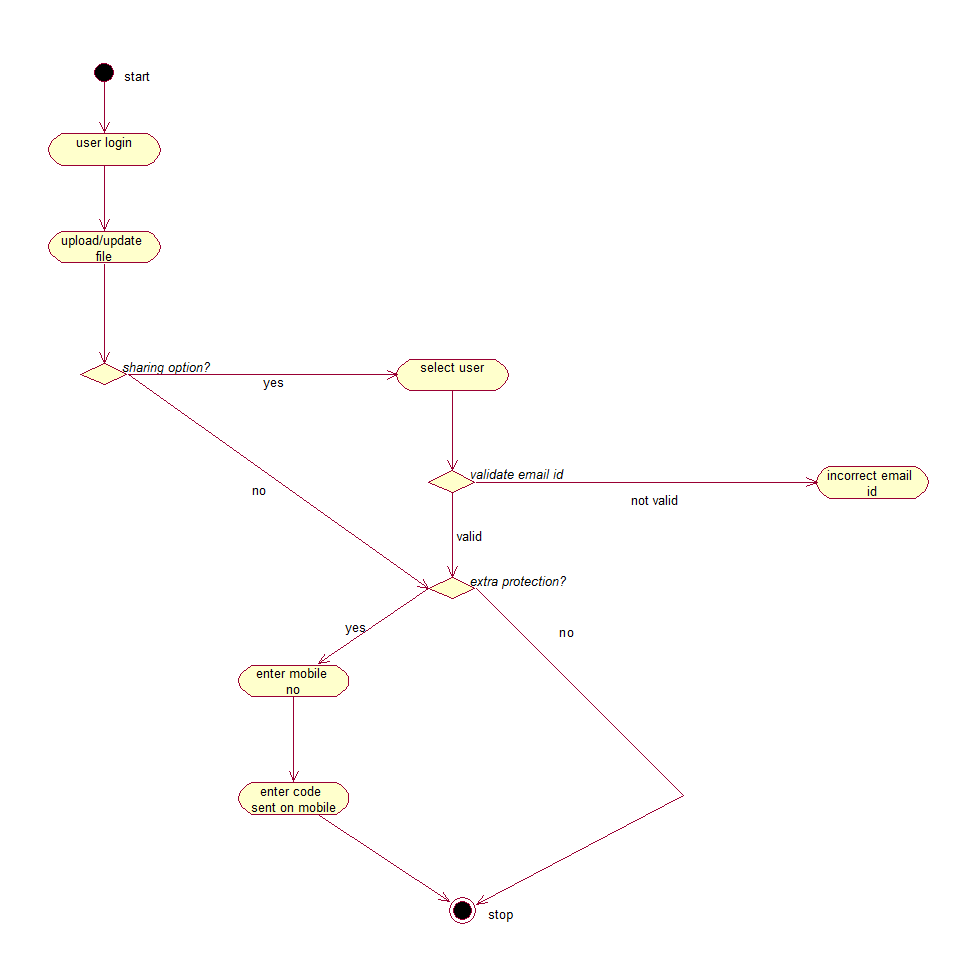 start
user login
upload/update
file
sharing option?
yes
select user
no
validate email id
not valid
incorrect email
id
valid
extra protection?
yes
no
enter mobile
no
enter code
sent on mobile
stop